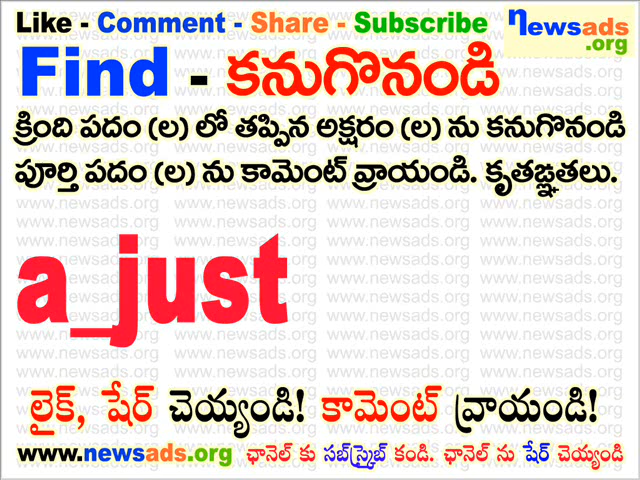 Like - Comment - Share - Subscribe
newsads
.org
Find - కనుగొనండి
క్రింది పదం (ల) లో తప్పిన అక్షరం (ల) ను కనుగొనండి
పూర్తి పదం (ల) ను కామెంట్ వ్రాయండి. కృతజ్ఞతలు.
a_just
లైక్, షేర్ చెయ్యండి! కామెంట్ వ్రాయండి!
www.newsads.org ఛానెల్ కు సబ్‌స్క్రైబ్ కండి. ఛానెల్ ను షేర్ చెయ్యండి